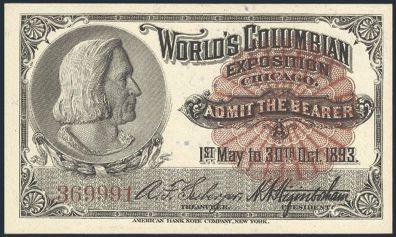 WORLD'S COLUMBIAN
EXPOSITION
CHICAGO.
ADMIT THE BEARER
1ST May to 30TH Oct. 1893.
369991
TREASURER.
PRESIDENT.
AMERICAN BANK NOTE COMPANY, NEW YORK.